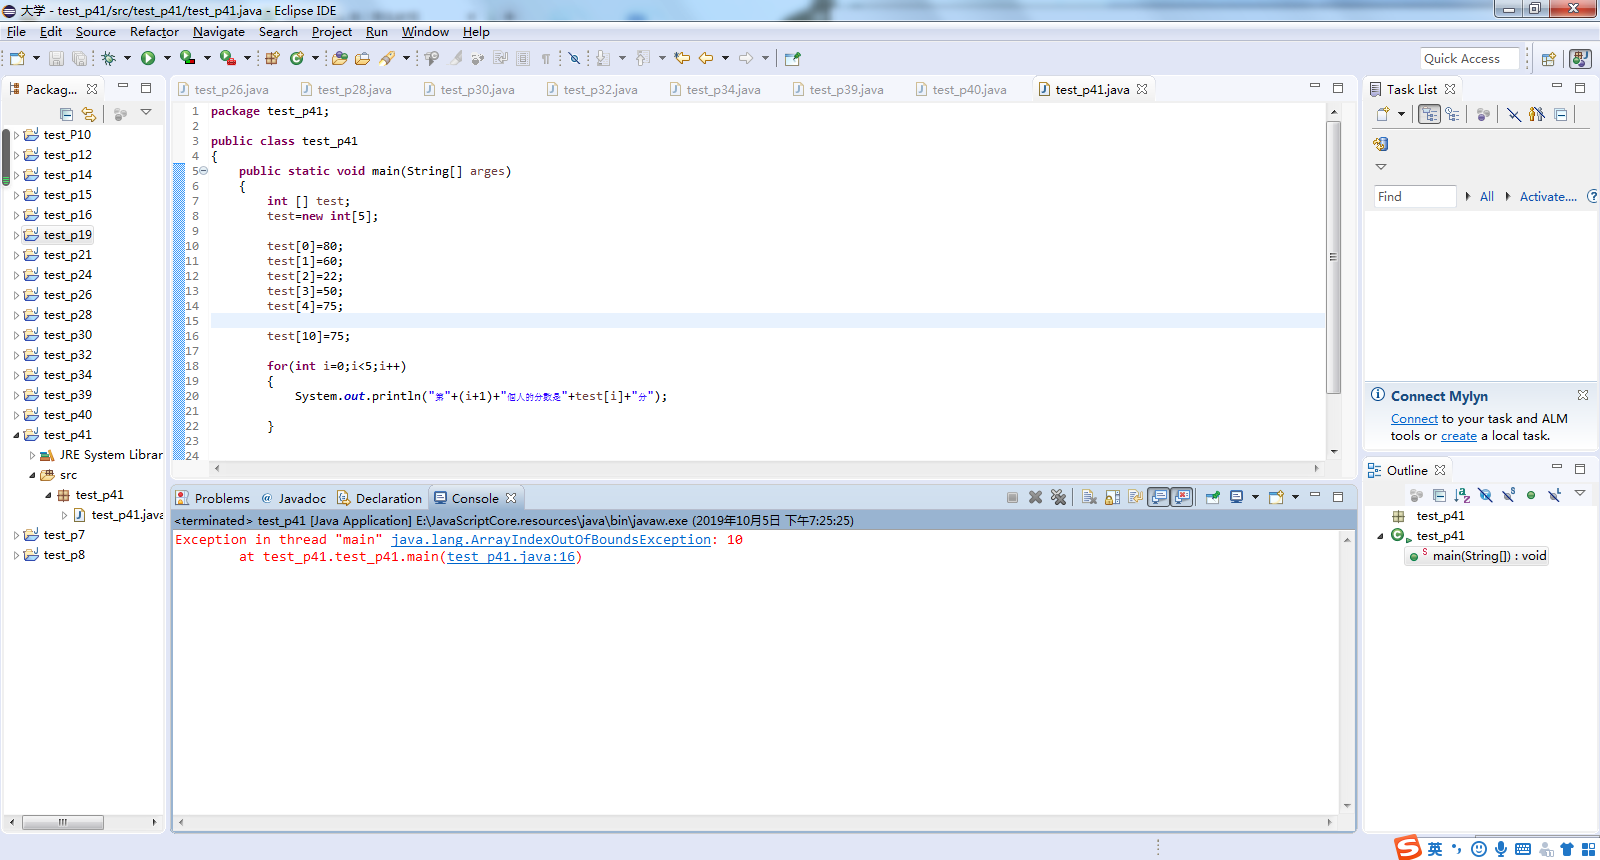 大学 - test_p41/src/test_p41/test_p41.java - Eclipse IDE
File Edit Source Refactor Navigate Search Project Run Window Help
Quick Access
Packag...
test_P10
test_p12
test_p14
test_p15
test_p16
test_p19
test_p21
test_p24
test_p26
test_p28
test_p30
test_p32
test_p34
test_p39
test_p40
test_p41
JRE System Librar
src
test_p41
test_p41.java
test_p7
test_p8
test_p26.java test_p28.java test_p30.java test_p32.java test_p34.java test_p39.java test_p40.java test_p41.java
1 package test_p41;
2
3 public class test_p41
4 {
5 public static void main(String[] arges)
6 {
7 int [] test;
8 test=new int[5];
9
10 test[0]=80;
11 test[1]=60;
12 test[2]=22;
13 test[3]=50;
14 test[4]=75;
15
16 test[10]=75;
17
18 for(int i=0;i<5;i++)
19 {
20 System.out.println("第"+(i+1)+"個人的分數是"+test[i]+"分");
21
22 }
23
24
Problems @ Javadoc Declaration Console
<terminated> test_p41 [Java Application] E:\JavaScriptCore.resources\java\bin\javaw.exe (2019年10月5日 下午7:25:25)
Exception in thread "main" java.lang.ArrayIndexOutOfBoundsException: 10
at test_p41.test_p41.main(test_p41.java:16)
Task List
Find All Activate....
Connect Mylyn
Connect to your task and ALM
tools or create a local task.
Outline
test_p41
test_p41
main(String[]) : void
英